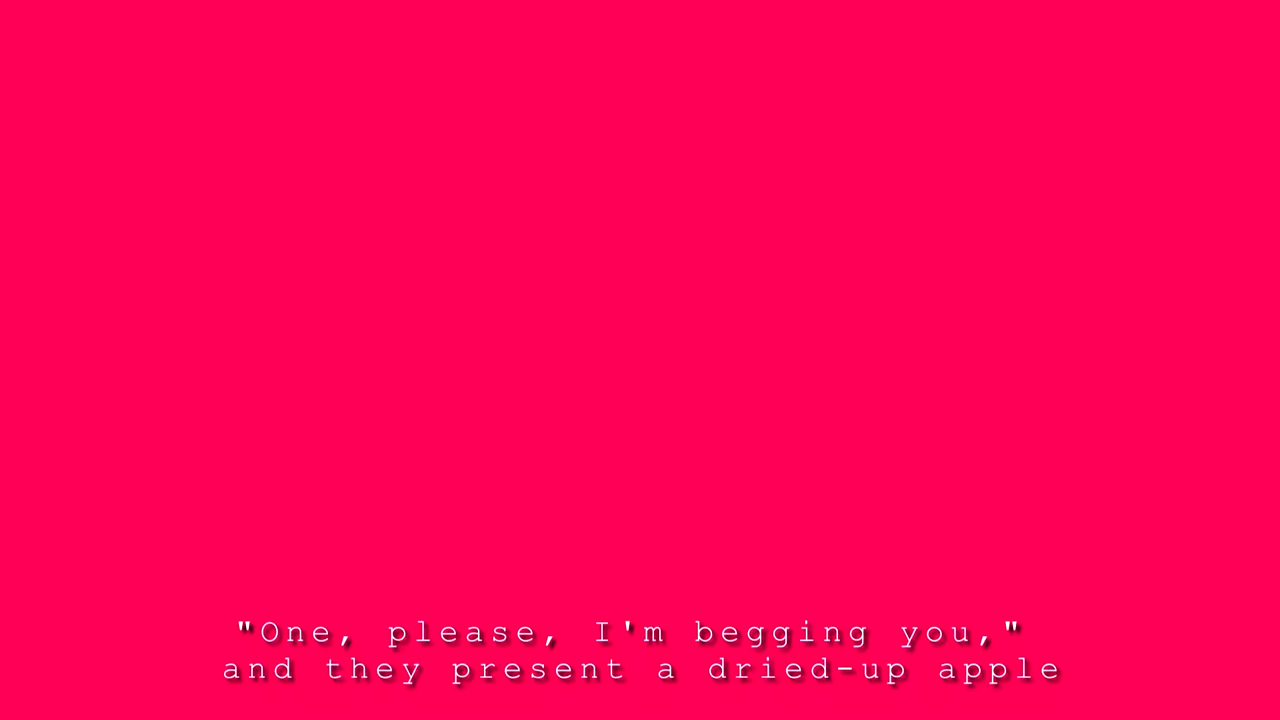 "One, please, I'm begging you,"
and they present a dried-up apple